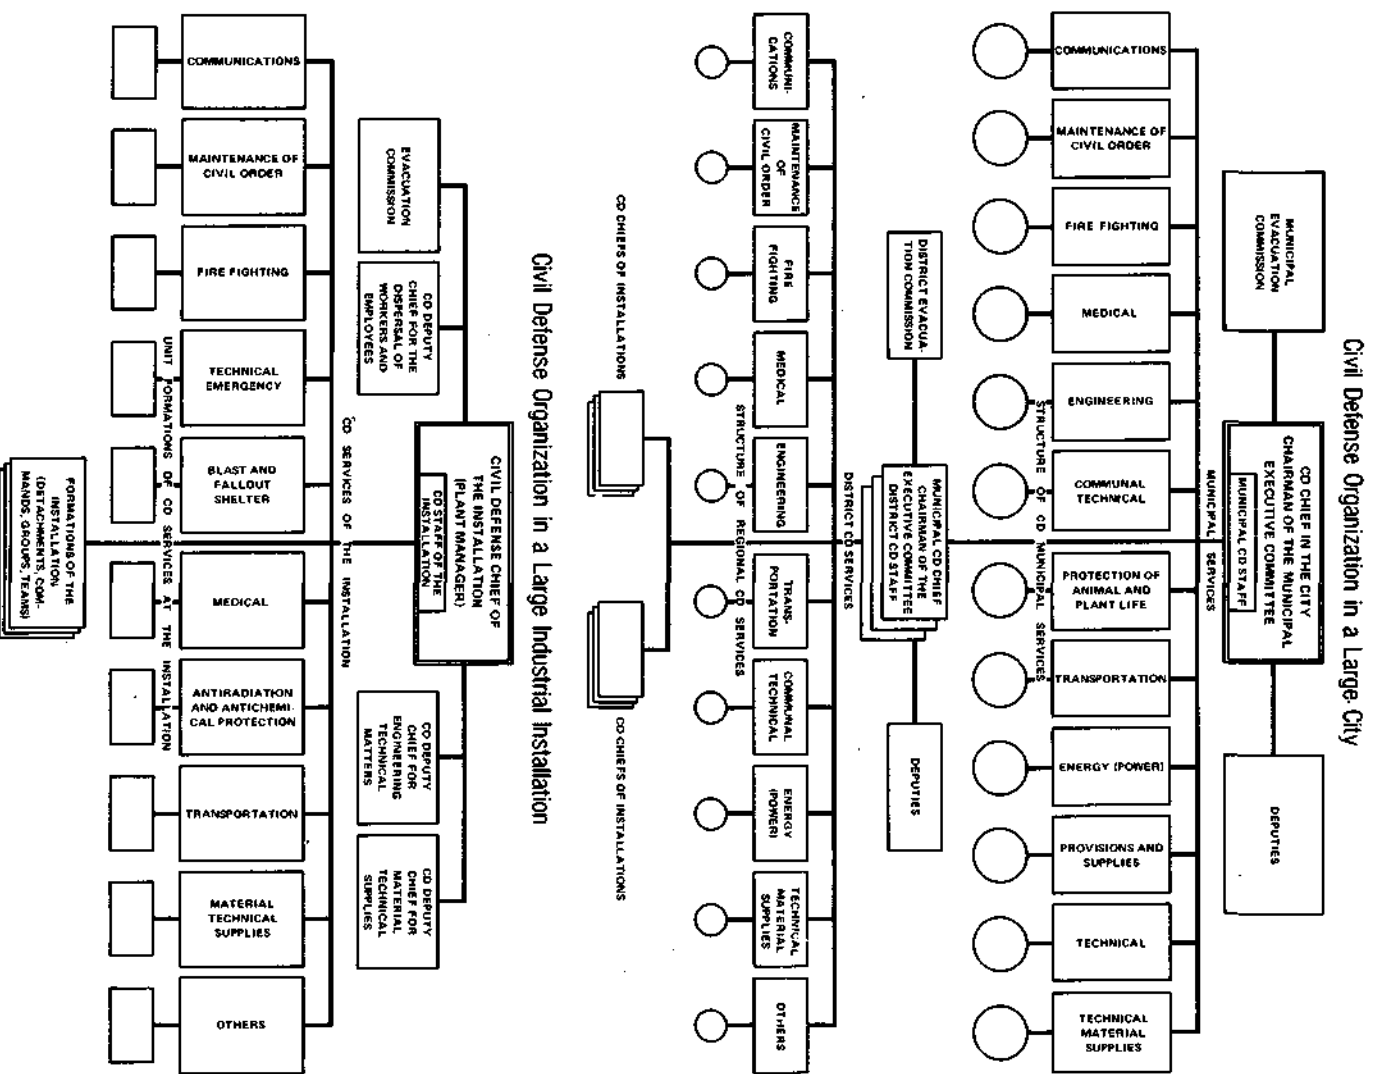 Civil Defense Organization in a Large City
MUNICIPAL
EVACUATION
COMMISSION
CD CHIEF IN THE CITY
CHAIRMAN OF THE MUNICIPAL
EXECUTIVE COMMITTEE
MUNICIPAL CD STAFF
DEPUTIES
MUNICIPAL SERVICES
COMMUNICATIONS
MAINTENANCE OF
CIVIL ORDER
FIRE FIGHTING
MEDICAL
ENGINEERING
COMMUNAL
TECHNICAL
PROTECTION OF
ANIMAL AND
PLANT LIFE
TRANSPORTATION
ENERGY (POWER)
PROVISIONS AND
SUPPLIES
TECHNICAL
TECHNICAL
MATERIAL
SUPPLIES
STRUCTURE OF CD MUNICIPAL SERVICES
DISTRICT EVACUA-
TION COMMISSION
MUNICIPAL CD CHIEF
CHAIRMAN OF THE
EXECUTIVE COMMITTEE
DISTRICT CD STAFF
DEPUTIES
DISTRICT CD SERVICES
COMMUNI-
CATIONS
MAINTENANCE
OF
CIVIL ORDER
FIRE
FIGHTING
MEDICAL
ENGINEERING
TRANS-
PORTATION
COMMUNAL
TECHNICAL
ENERGY
(POWER)
TECHNICAL
MATERIAL
SUPPLIES
OTHERS
STRUCTURE OF REGIONAL CD SERVICES
CD CHIEFS OF INSTALLATIONS
CD CHIEFS OF INSTALLATIONS
Civil Defense Organization in a Large Industrial Installation
CIVIL DEFENSE CHIEF OF
THE INSTALLATION
(PLANT MANAGER)
CD STAFF OF THE
INSTALLATION
EVACUATION
COMMISSION
CD DEPUTY
CHIEF FOR THE
DISPERSAL OF
WORKERS AND
EMPLOYEES
CD DEPUTY
CHIEF FOR
ENGINEERING
TECHNICAL
MATTERS
CD DEPUTY
CHIEF FOR
MATERIAL
TECHNICAL
SUPPLIES
CD SERVICES OF THE INSTALLATION
COMMUNICATIONS
MAINTENANCE OF
CIVIL ORDER
FIRE FIGHTING
TECHNICAL
EMERGENCY
BLAST AND
FALLOUT
SHELTER
MEDICAL
ANTIRADIATION
AND ANTICHEMI-
CAL PROTECTION
TRANSPORTATION
MATERIAL
TECHNICAL
SUPPLIES
OTHERS
UNIT FORMATIONS OF CD SERVICES AT THE INSTALLATION
FORMATIONS OF THE
INSTALLATION
(DETACHMENTS, COM-
MANDS, GROUPS, TEAMS)